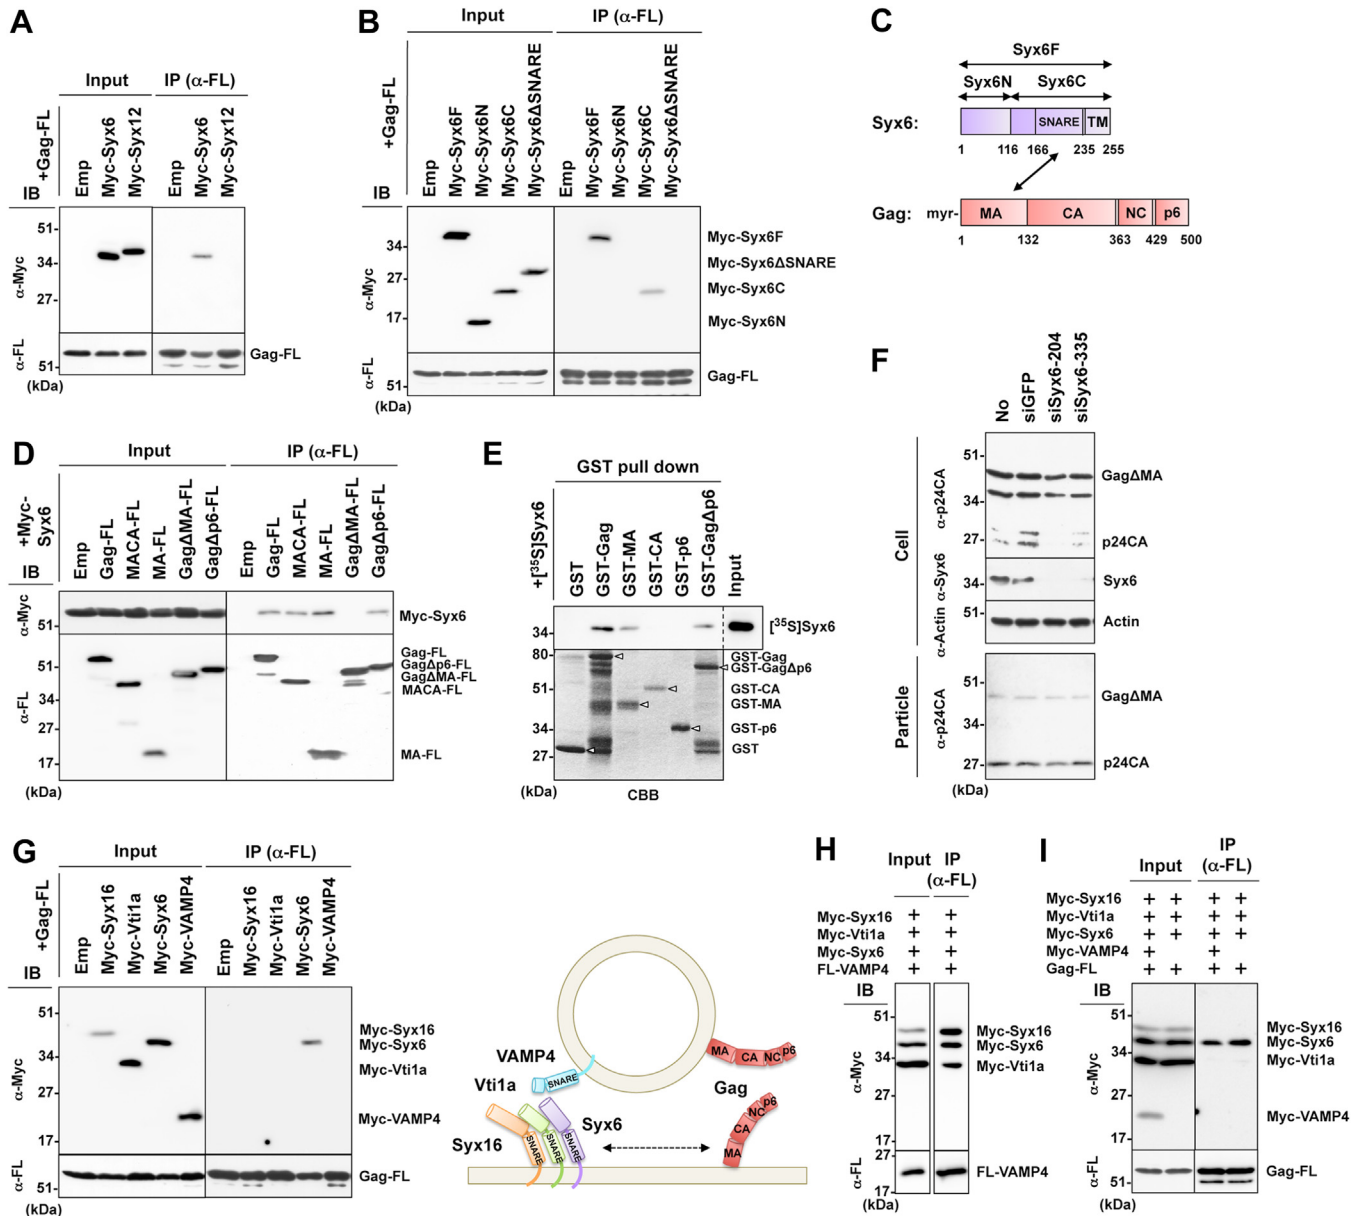 A
Input
IP (α-FL)
+Gag-FL
Emp
Myc-Syx6
Myc-Syx12
Emp
Myc-Syx6
Myc-Syx12
IB
α-Myc
51-
34-
27-
α-FL
51-
Gag-FL
(kDa)
B
Input
IP (α-FL)
+Gag-FL
Emp
Myc-Syx6F
Myc-Syx6N
Myc-Syx6C
Myc-Syx6ΔSNARE
Emp
Myc-Syx6F
Myc-Syx6N
Myc-Syx6C
Myc-Syx6ΔSNARE
IB
α-Myc
34-
27-
17-
Myc-Syx6F
Myc-Syx6ΔSNARE
Myc-Syx6C
Myc-Syx6N
α-FL
51-
Gag-FL
(kDa)
C
Syx6F
Syx6N Syx6C
Syx6: SNARE TM
1 116 166 235 255
Gag: myr- MA CA NC p6
1 132 363 429 500
D
Input
IP (α-FL)
+Myc-Syx6
Emp
Gag-FL
MACA-FL
MA-FL
GagΔMA-FL
GagΔp6-FL
Emp
Gag-FL
MACA-FL
MA-FL
GagΔMA-FL
GagΔp6-FL
IB
α-Myc
51-
Myc-Syx6
α-FL
51-
34-
27-
17-
Gag-FL
GagΔp6-FL
GagΔMA-FL
MACA-FL
MA-FL
(kDa)
E
GST pull down
+[³⁵S]Syx6
GST
GST-Gag
GST-MA
GST-CA
GST-p6
GST-GagΔp6
Input
34-
[³⁵S]Syx6
80-
51-
34-
27-
GST-Gag
GST-GagΔp6
GST-CA
GST-MA
GST-p6
GST
(kDa)
CBB
F
No
siGFP
siSyx6-204
siSyx6-335
Cell
α-p24CA
51-
34-
27-
GagΔMA
p24CA
α-Syx6
34-
Syx6
α-Actin
51-
Actin
Particle
α-p24CA
51-
34-
27-
GagΔMA
p24CA
(kDa)
G
Input
IP (α-FL)
+Gag-FL
Emp
Myc-Syx16
Myc-Vti1a
Myc-Syx6
Myc-VAMP4
Emp
Myc-Syx16
Myc-Vti1a
Myc-Syx6
Myc-VAMP4
IB
α-Myc
51-
34-
27-
17-
Myc-Syx16
Myc-Syx6
Myc-Vti1a
Myc-VAMP4
α-FL
51-
Gag-FL
(kDa)
VAMP4
SNARE
Vti1a
Syx6
Syx16
SNARE
SNARE
SNARE
MA CA NC p6
Gag
p6
NC
CA
MA
H
Input IP (α-FL)
Myc-Syx16 + +
Myc-Vti1a + +
Myc-Syx6 + +
FL-VAMP4 + +
IB
α-Myc
51-
34-
27-
17-
Myc-Syx16
Myc-Syx6
Myc-Vti1a
α-FL
27-
17-
FL-VAMP4
(kDa)
I
Input IP (α-FL)
Myc-Syx16 + + + +
Myc-Vti1a + + + +
Myc-Syx6 + + + +
Myc-VAMP4 + +
Gag-FL + + + +
IB
α-Myc
51-
34-
27-
17-
Myc-Syx16
Myc-Syx6
Myc-Vti1a
Myc-VAMP4
α-FL
51-
Gag-FL
(kDa)